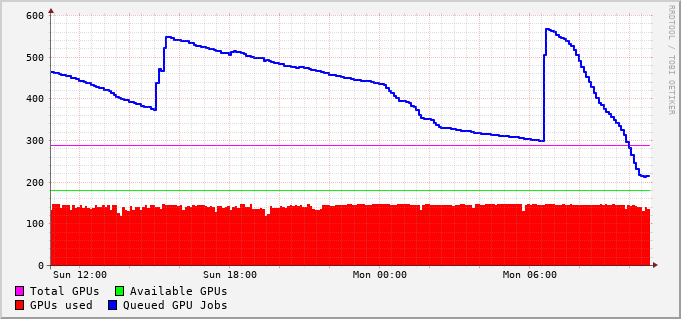 600
500
400
300
200
100
0
Sun 12:00 Sun 18:00 Mon 00:00 Mon 06:00
Total GPUs Available GPUs
GPUs used Queued GPU Jobs
RRDTOOL / TOBI OETIKER